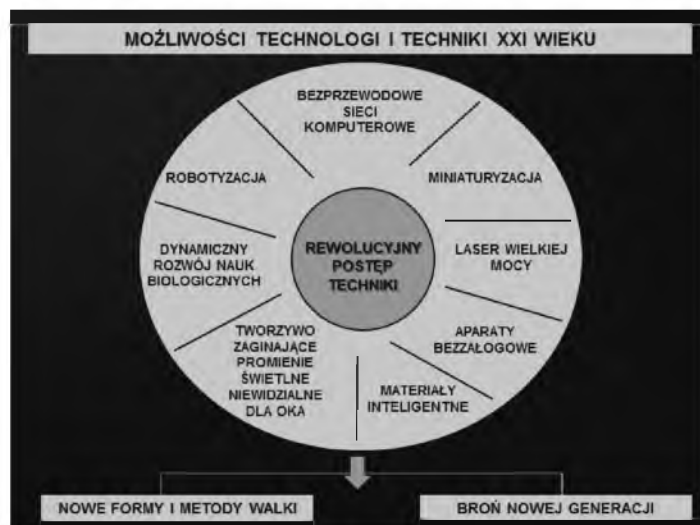 MOŻLIWOŚCI TECHNOLOGI I TECHNIKI XXI WIEKU
BEZPRZEWODOWE
SIECI
KOMPUTEROWE
MINIATURYZACJA
LASER WIELKIEJ
MOCY
APARATY
BEZZAŁOGOWE
MATERIAŁY
INTELIGENTNE
TWORZYWO
ZAGINAJĄCE
PROMIENIE
ŚWIETLNE
NIEWIDZIALNE
DLA OKA
DYNAMICZNY
ROZWÓJ NAUK
BIOLOGICZNYCH
ROBOTYZACJA
REWOLUCYJNY
POSTĘP
TECHNIKI
NOWE FORMY I METODY WALKI
BROŃ NOWEJ GENERACJI